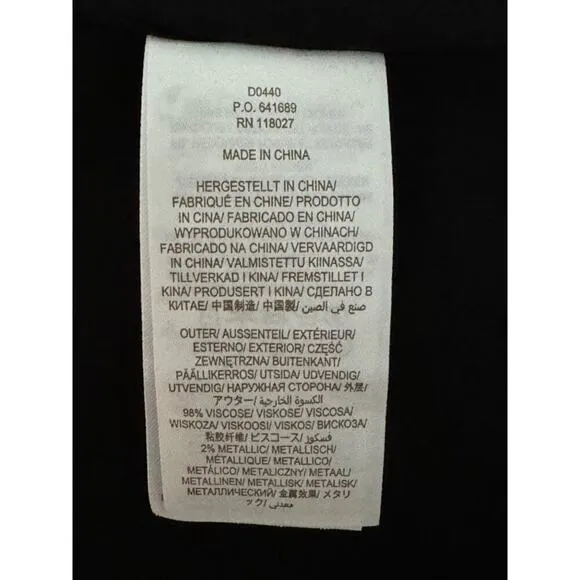 D0440
P.O. 641689
RN 118027
MADE IN CHINA
HERGESTELLT IN CHINA/
FABRIQUÉ EN CHINE/ PRODOTTO
IN CINA/ FABRICADO EN CHINA/
WYPRODUKOWANO W CHINACH/
FABRICADO NA CHINA/ VERVAARDIGD
IN CHINA/ VALMISTETTU KIINASSA/
TILLVERKAD I KINA/ FREMSTILLET I
KINA/ PRODUSERT I KINA/ СДЕЛАНО В
КИТАЕ/ 中国制造/ 中国製/ صنع في الصين
OUTER/ AUSSENTEIL/ EXTÉRIEUR/
ESTERNO/ EXTERIOR/ CZĘŚĆ
ZEWNĘTRZNA/ BUITENKANT/
PÄÄLLIKERROS/ UTSIDA/ UDVENDIG/
UTVENDIG/ НАРУЖНАЯ СТОРОНА/ 外层/
アウター/ الكسوة الخارجية/
98% VISCOSE/ VISKOSE/ VISCOSA/
WISKOZA/ VISKOOSI/ VISKOS/ ВИСКОЗА/
粘胶纤维/ ビスコース/ فسكوز/
2% METALLIC/ METALLISCH/
MÉTALLIQUE/ METALLICO/
METÁLICO/ METALICZNY/ METAAL/
METALLINEN/ METALLISK/ METALISK/
МЕТАЛЛИЧЕСКИЙ/ 金属效果/ メタリ
ック/ معدني/